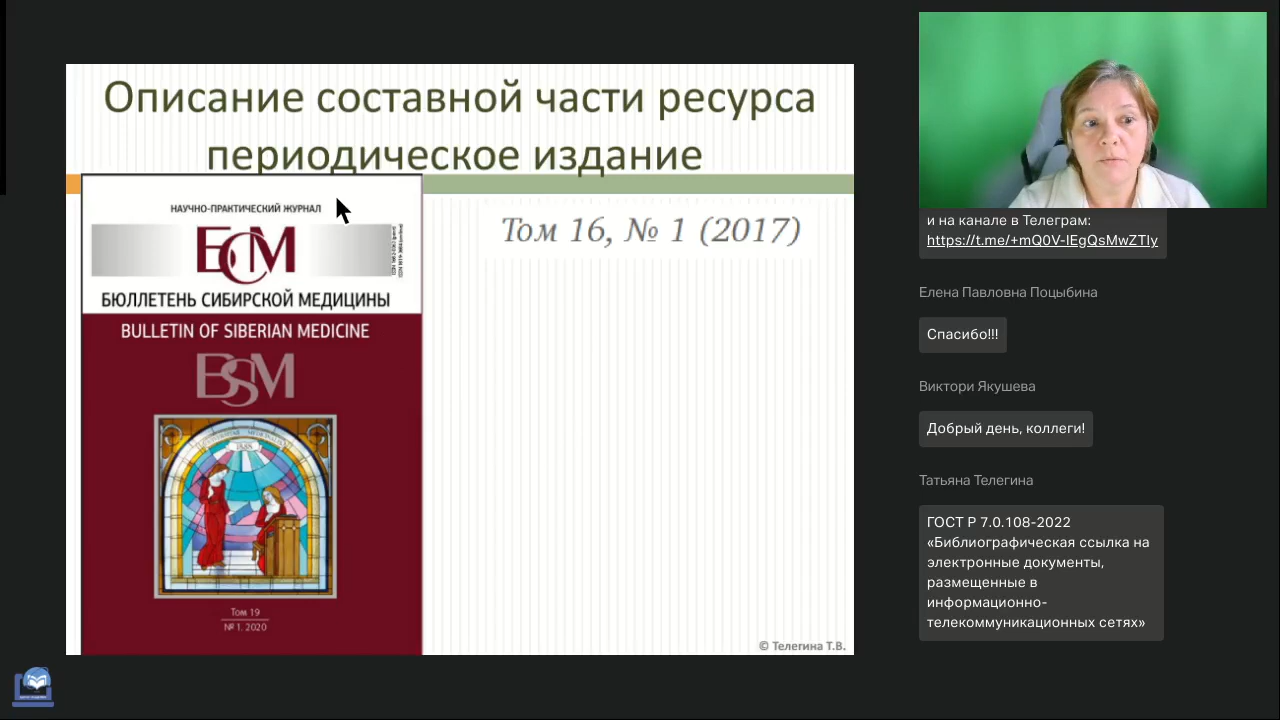 Описание составной части ресурса
периодическое издание
НАУЧНО-ПРАКТИЧЕСКИЙ ЖУРНАЛ
БСМ
БЮЛЛЕТЕНЬ СИБИРСКОЙ МЕДИЦИНЫ
BULLETIN OF SIBERIAN MEDICINE
BSM
Том 19
№ 1. 2020
Том 16, № 1 (2017)
© Телегина Т.В.
и на канале в Телеграм:
https://t.me/+mQ0V-IEgQsMwZTIy
Елена Павловна Поцыбина
Спасибо!!!
Виктори Якушева
Добрый день, коллеги!
Татьяна Телегина
ГОСТ Р 7.0.108-2022
«Библиографическая ссылка на
электронные документы,
размещенные в
информационно-
телекоммуникационных сетях»